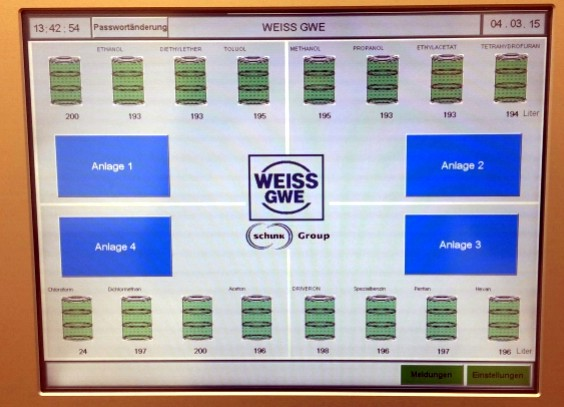 13:42:54 Passwortänderung WEISS GWE 04.03.15
ETHANOL DIETHYLETHER TOLUOL METHANOL PROPANOL ETHYLACETAT TETRAHYDROFURAN
200 193 193 195 195 193 193 194 Liter
Anlage 1 Anlage 2
WEISS
GWE
SCHUNK Group
Anlage 4 Anlage 3
Chloroform Dichlormethan Aceton DRIVERON Spezialbenzin Pentan Hexan
24 197 200 196 198 196 197 196 Liter
Meldungen Einstellungen